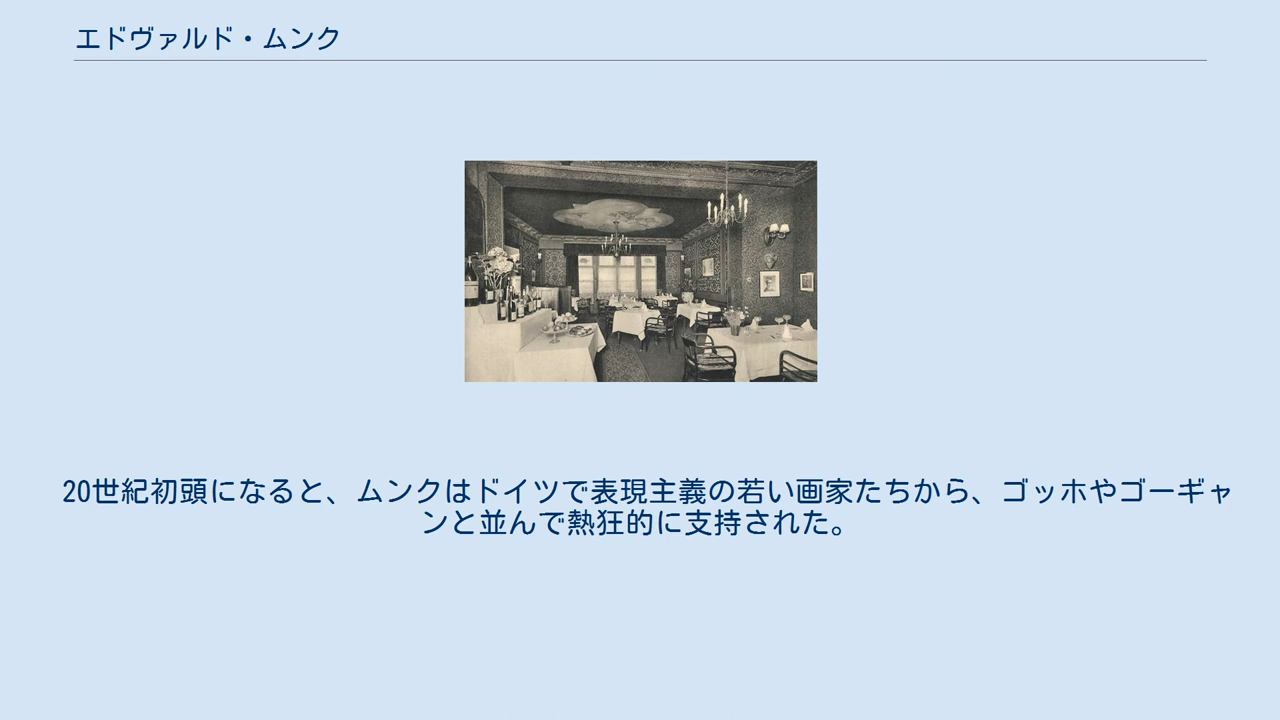 エドヴァルド・ムンク
20世紀初頭になると、ムンクはドイツで表現主義の若い画家たちから、ゴッホやゴーギャ
ンと並んで熱狂的に支持された。